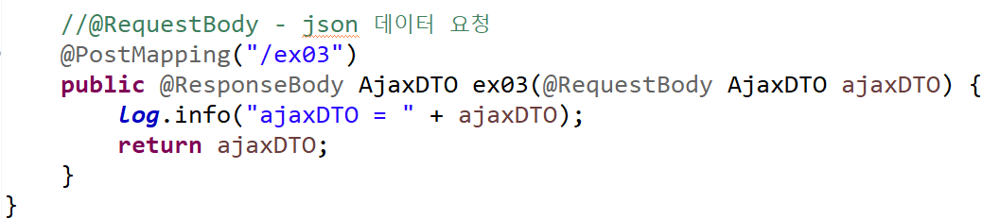 //@RequestBody - json 데이터 요청
@PostMapping("/ex03")
public @ResponseBody AjaxDTO ex03(@RequestBody AjaxDTO ajaxDTO) {
log.info("ajaxDTO = " + ajaxDTO);
return ajaxDTO;
}
}